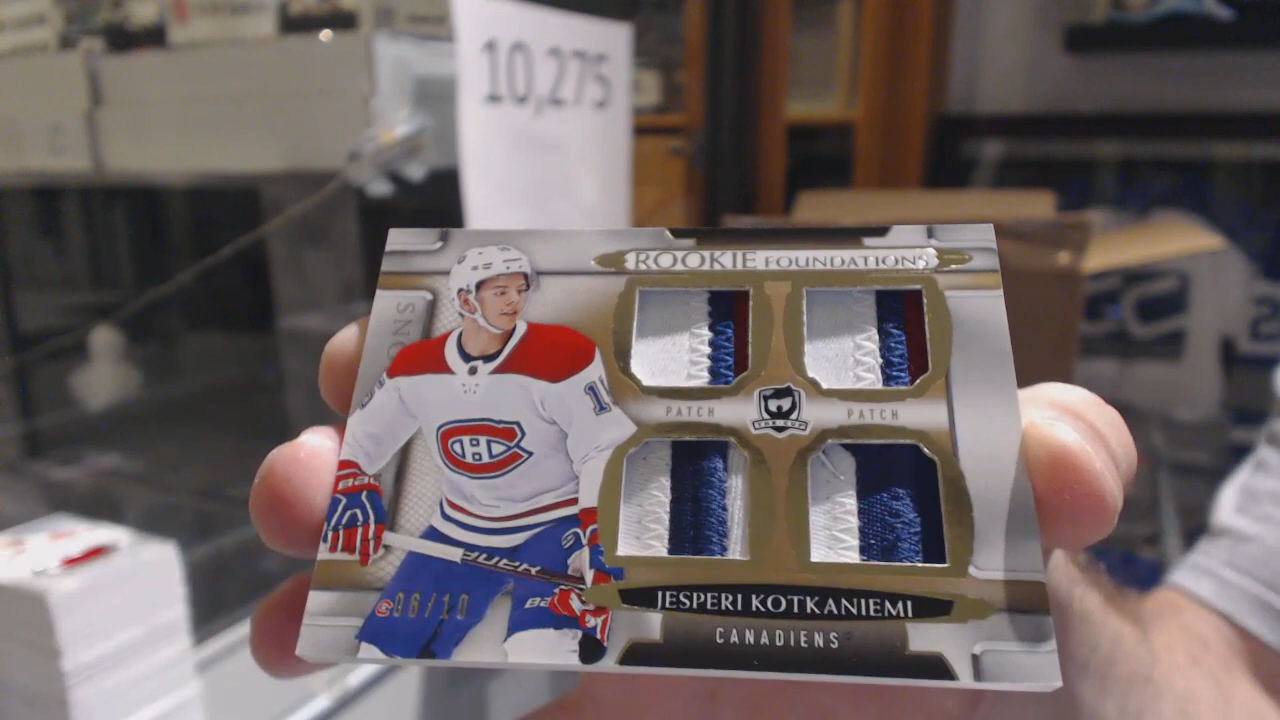 10,275
ROOKIE FOUNDATIONS
PATCH
PATCH
THE CUP
06/10
JESPERI KOTKANIEMI
CANADIENS